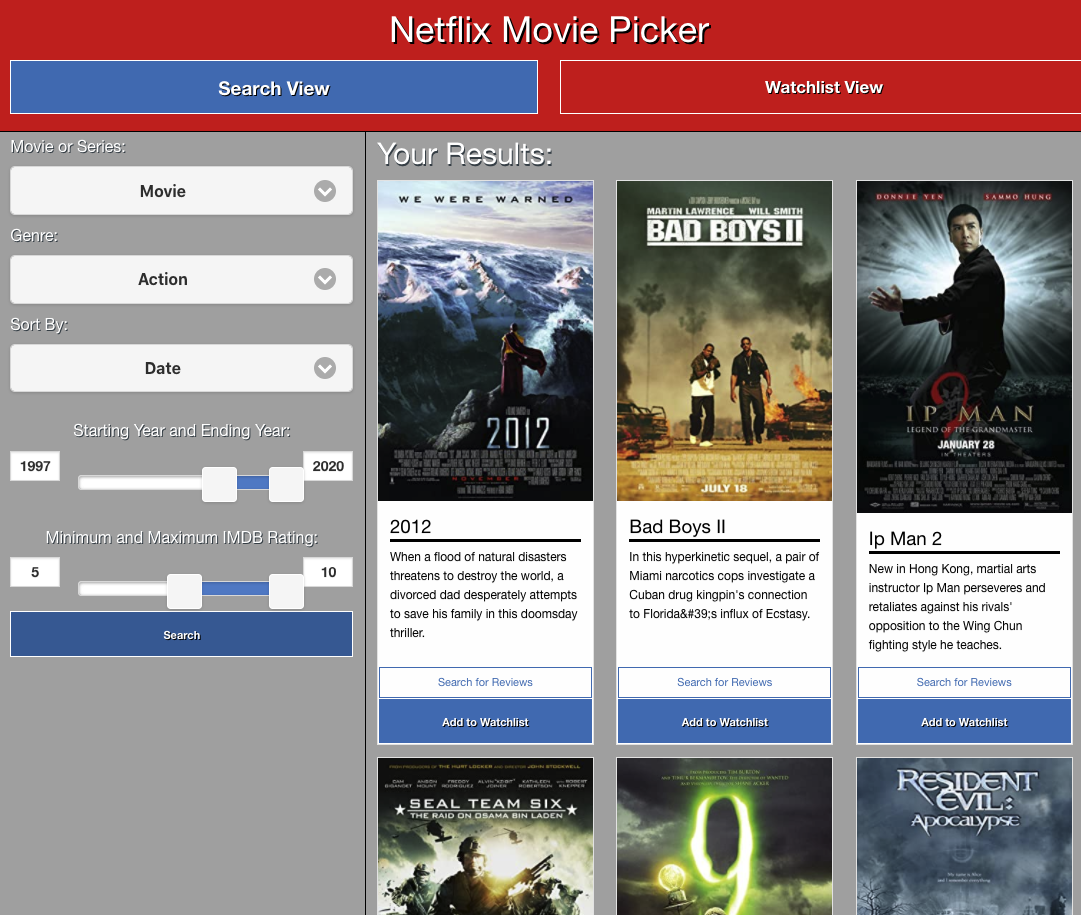 Netflix Movie Picker
Search View
Watchlist View
Movie or Series:
Movie
Genre:
Action
Sort By:
Date
Starting Year and Ending Year:
1997
2020
Minimum and Maximum IMDB Rating:
5
10
Search
Your Results:
WE WERE WARNED
2012
NOVEMBER
2012
When a flood of natural disasters
threatens to destroy the world, a
divorced dad desperately attempts
to save his family in this doomsday
thriller.
Search for Reviews
Add to Watchlist
MARTIN LAWRENCE WILL SMITH
BAD BOYS II
JULY 18
Bad Boys II
In this hyperkinetic sequel, a pair of
Miami narcotics cops investigate a
Cuban drug kingpin's connection
to Florida&#39;s influx of Ecstasy.
Search for Reviews
Add to Watchlist
DONNIE YEN SAMMO HUNG
2
IP MAN
LEGEND OF THE GRANDMASTER
JANUARY 28
IN THEATERS
Ip Man 2
New in Hong Kong, martial arts
instructor Ip Man perseveres and
retaliates against his rivals'
opposition to the Wing Chun
fighting style he teaches.
Search for Reviews
Add to Watchlist
FROM PRODUCERS OF THE HURT LOCKER AND DIRECTOR JOHN STOCKWELL
CAM GIGANDET
ANSON MOUNT
FREDDY RODRIGUEZ
ALVIN "XZIBIT" JOINER
KATHLEEN ROBERTSON
WITH ROBERT KNEPPER
SEAL TEAM SIX
THE RAID ON OSAMA BIN LADEN
9
RESIDENT
EVIL:
APOCALYPSE
My name is Alice
and I remember everything.